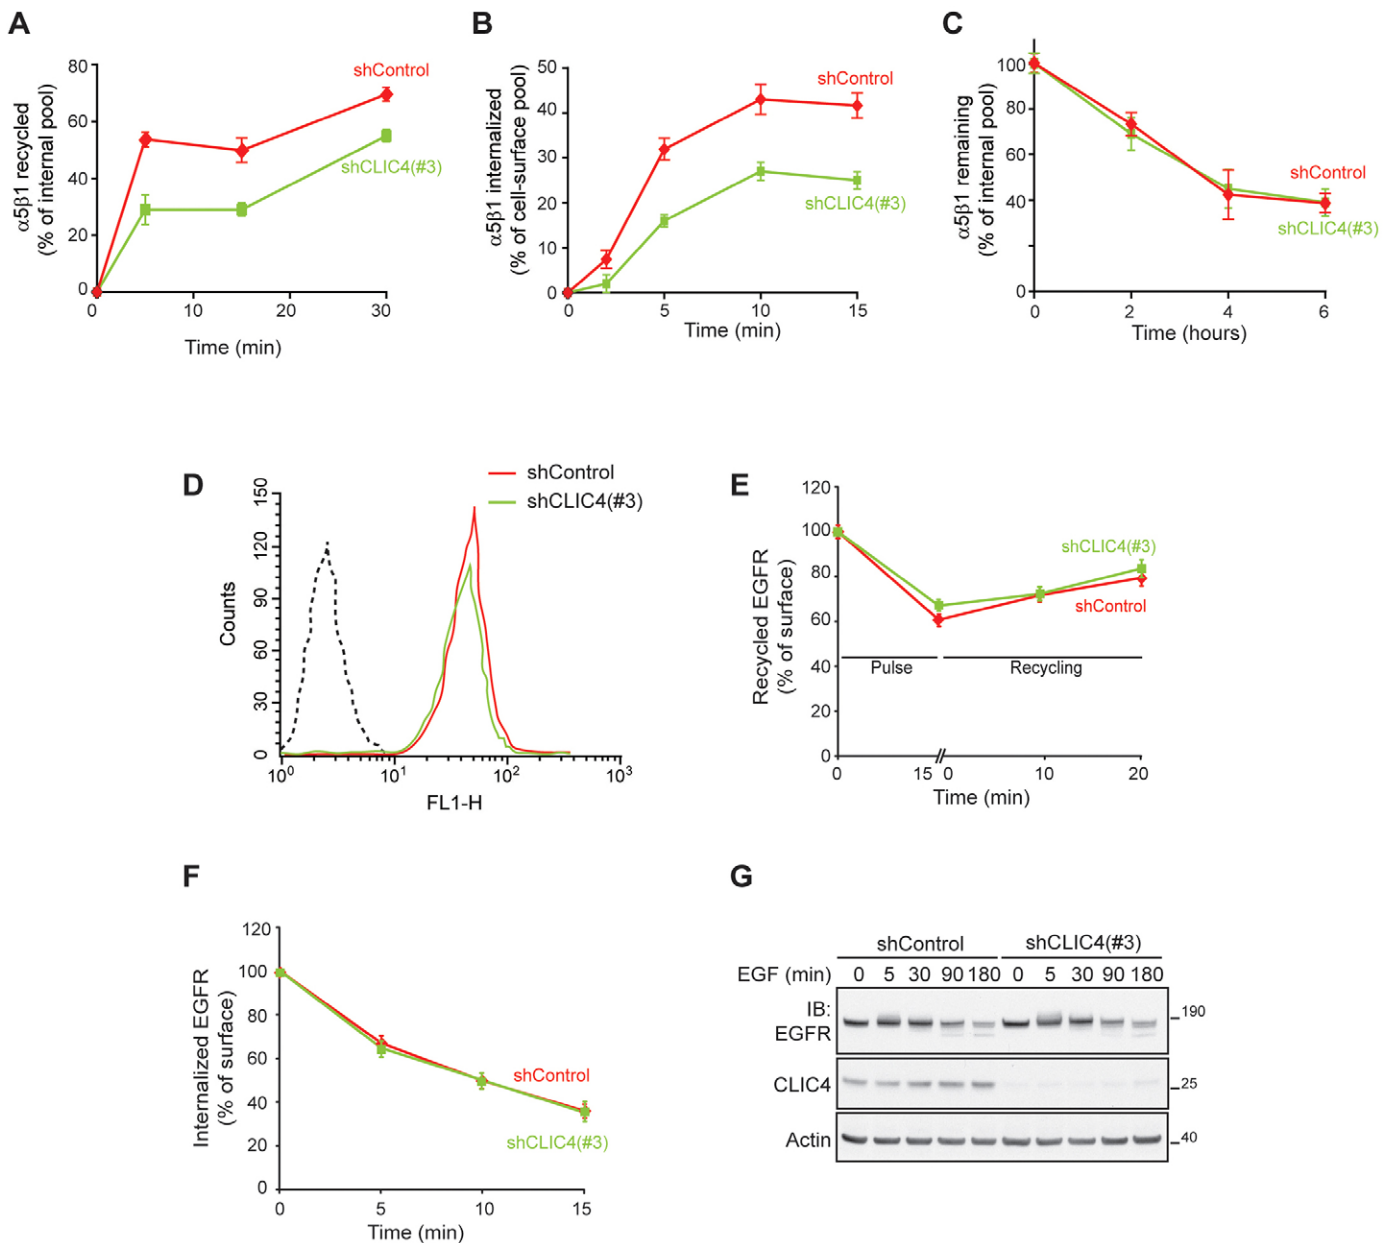 A
α5β1 recycled
(% of internal pool)
80
60
40
20
0
shControl
shCLIC4(#3)
0 10 20 30
Time (min)
B
α5β1 internalized
(% of cell-surface pool)
50
40
30
20
10
0
shControl
shCLIC4(#3)
0 5 10 15
Time (min)
C
α5β1 remaining
(% of internal pool)
100
80
60
40
0
shControl
shCLIC4(#3)
0 2 4 6
Time (hours)
D
shControl
shCLIC4(#3)
Counts
150
120
90
60
30
0
10⁰ 10¹ 10² 10³
FL1-H
E
Recycled EGFR
(% of surface)
120
100
80
60
40
20
0
shCLIC4(#3)
shControl
Pulse Recycling
0 15 0 10 20
Time (min)
F
Internalized EGFR
(% of surface)
120
100
80
60
40
20
0
shControl
shCLIC4(#3)
0 5 10 15
Time (min)
G
shControl shCLIC4(#3)
EGF (min) 0 5 30 90 180 0 5 30 90 180
IB:
EGFR
190
CLIC4 25
Actin 40